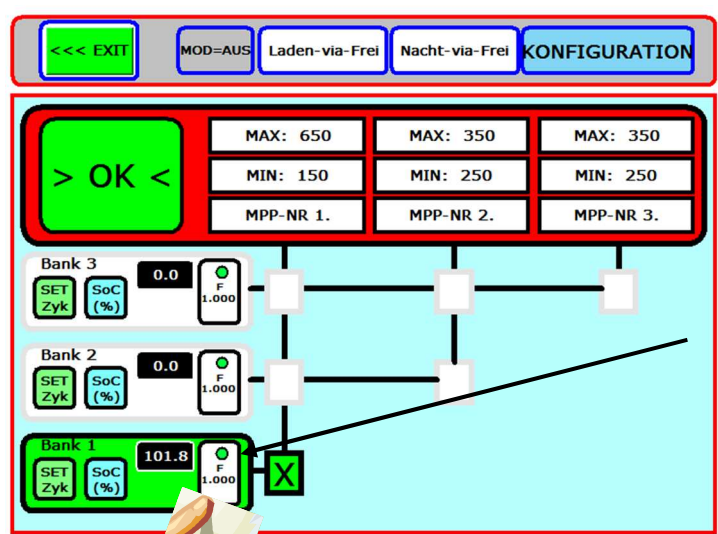 <<< EXIT
MOD=AUS
Laden-via-Frei
Nacht-via-Frei
KONFIGURATION
> OK <
MAX: 650
MAX: 350
MAX: 350
MIN: 150
MIN: 250
MIN: 250
MPP-NR 1.
MPP-NR 2.
MPP-NR 3.
Bank 3
SET
Zyk
SoC
(%)
0.0
F
1.000
Bank 2
SET
Zyk
SoC
(%)
0.0
F
1.000
Bank 1
SET
Zyk
SoC
(%)
101.8
F
1.000
X